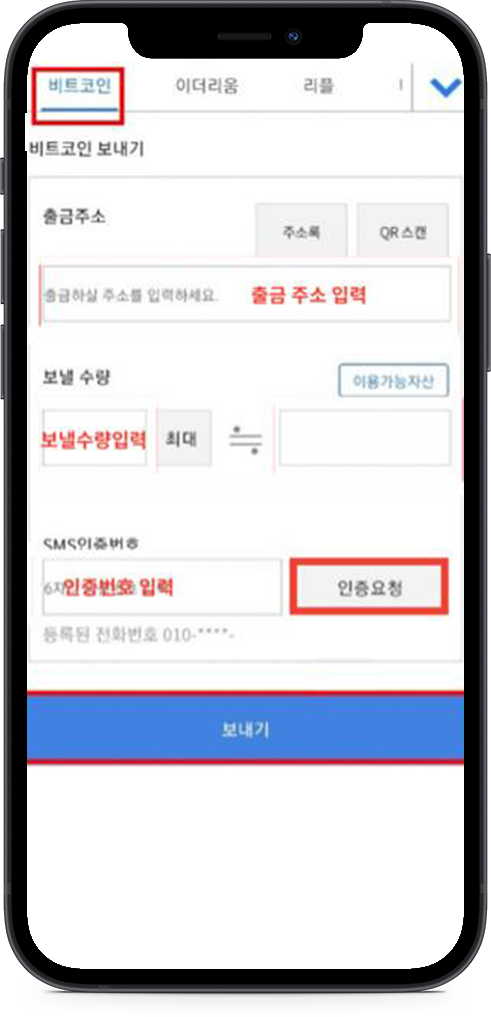 비트코인 이더리움 리플
비트코인 보내기
출금주소 주소록 QR 스캔
출금하실 주소를 입력하세요. 출금 주소 입력
보낼 수량 이용가능자산
보낼수량입력 최대
SMS인증번호
6자 인증번호 입력 인증요청
등록된 전화번호 010-****-
보내기